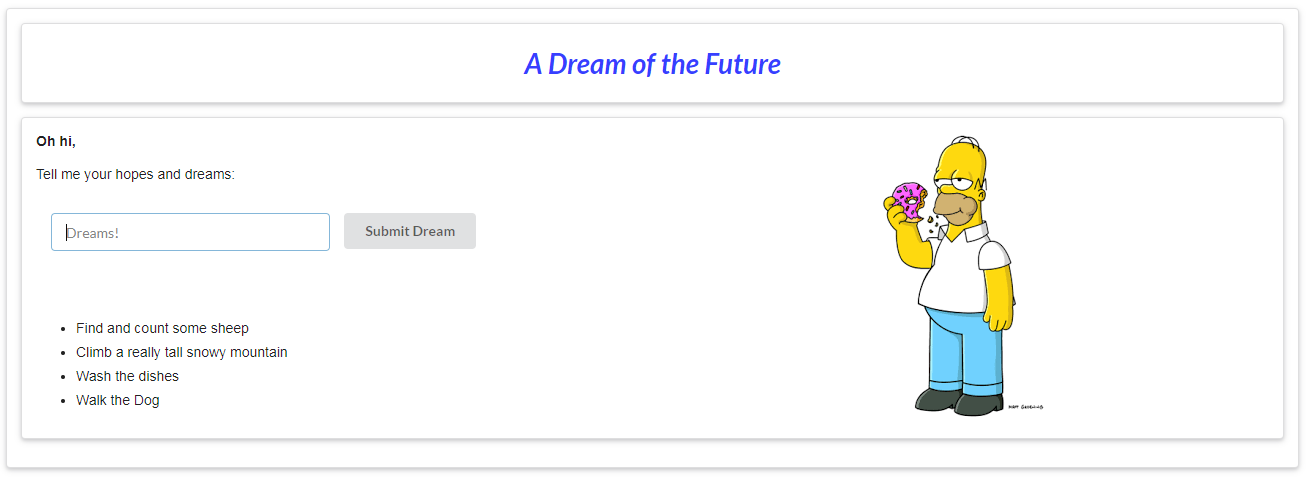 A Dream of the Future
Oh hi,
Tell me your hopes and dreams:
Dreams!
Submit Dream
Find and count some sheep
Climb a really tall snowy mountain
Wash the dishes
Walk the Dog
MATT GROENING